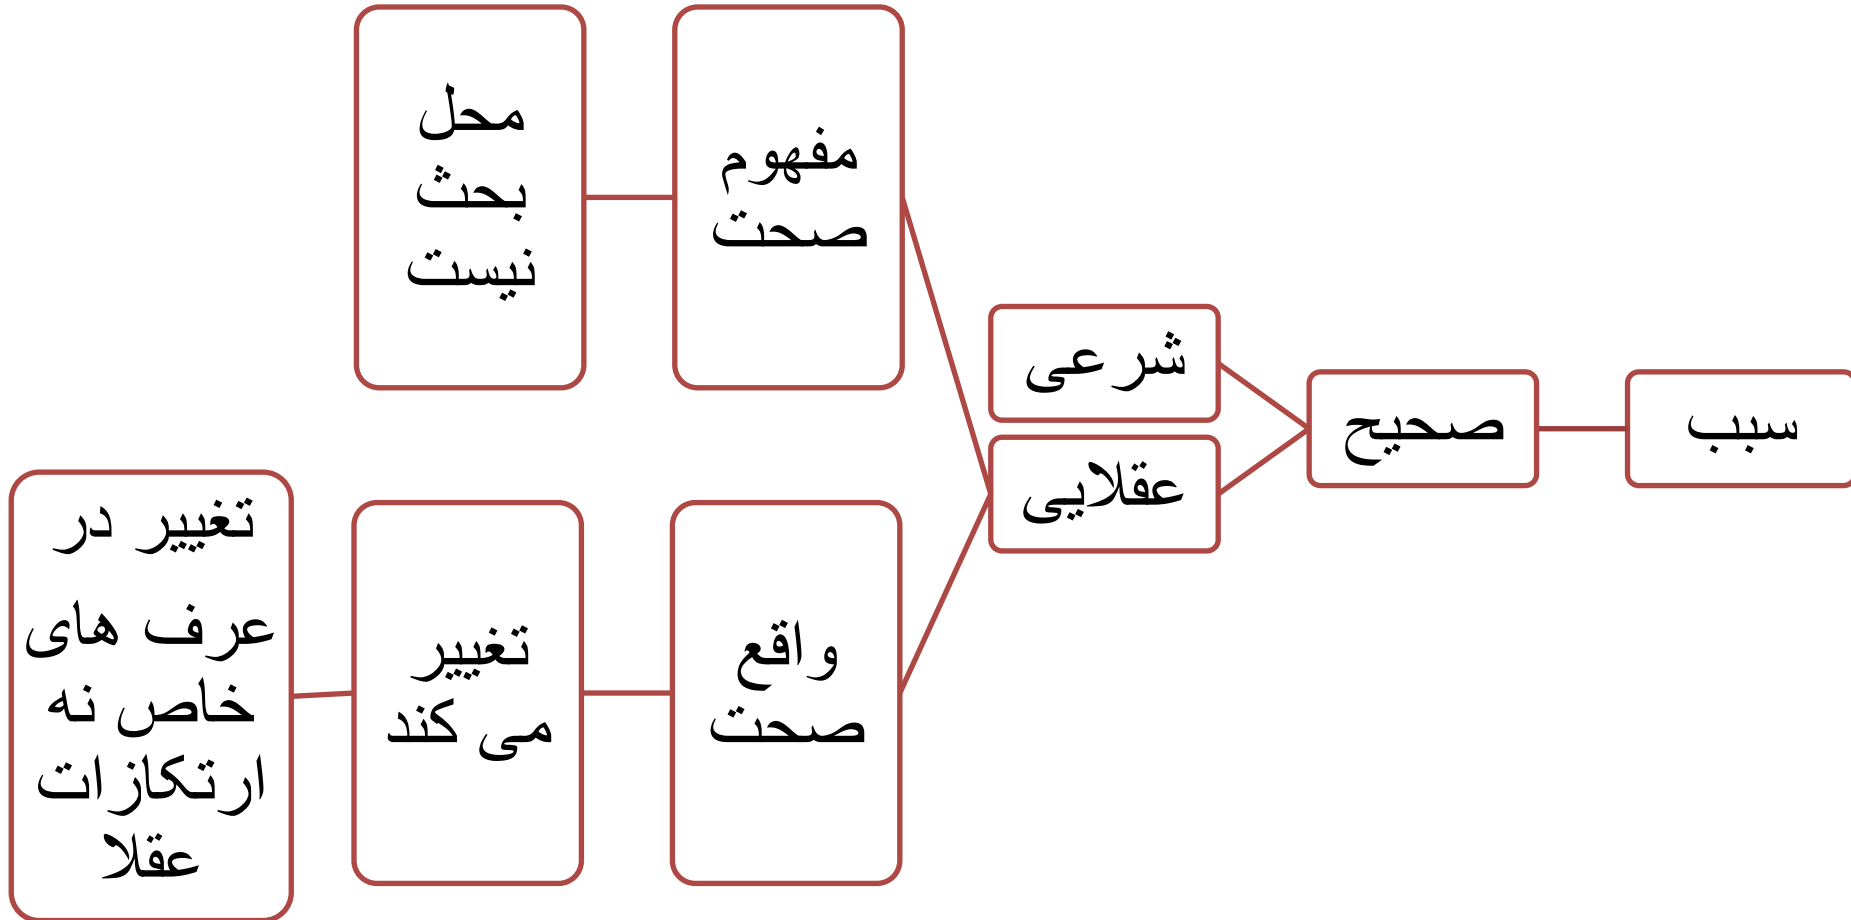 سبب
صحیح
شرعی
عقلایی
مفهوم
صحت
محل
بحث
نیست
واقع
صحت
تغییر
می کند
تغییر در
عرف های
خاص نه
ارتکازات
عقلا